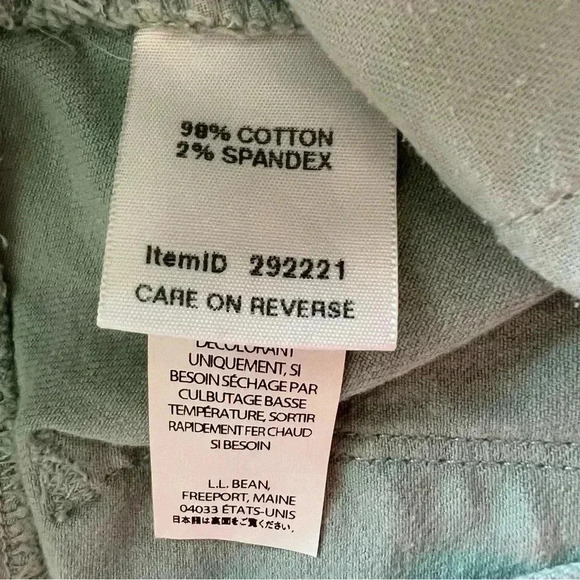 98% COTTON
2% SPANDEX
ItemID 292221
CARE ON REVERSE
DÉCOLORANT
UNIQUEMENT, SI
BESOIN SÉCHAGE PAR
CULBUTAGE BASSE
TEMPÉRATURE, SORTIR
RAPIDEMENT FER CHAUD
SI BESOIN
L.L. BEAN,
FREEPORT, MAINE
04033 ÉTATS-UNIS
日本語は裏面をご覧ください。